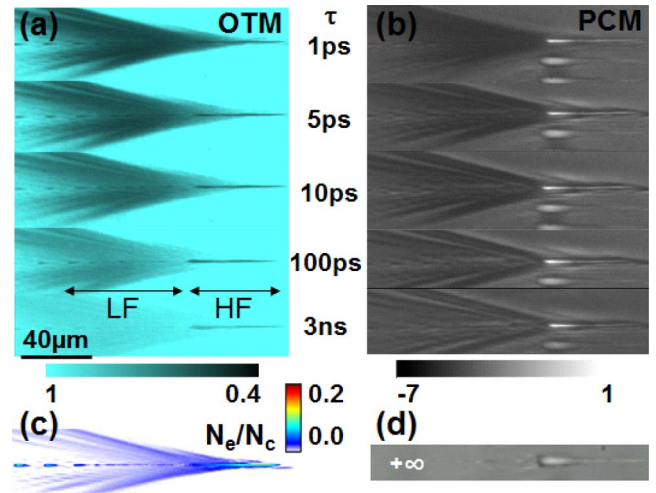 (a) OTM τ (b) PCM
1ps
5ps
10ps
100ps
LF HF
3ns
40μm
1 0.4 -7 1
(c) Nₑ/N_c 0.2
0.0
(d)
+∞